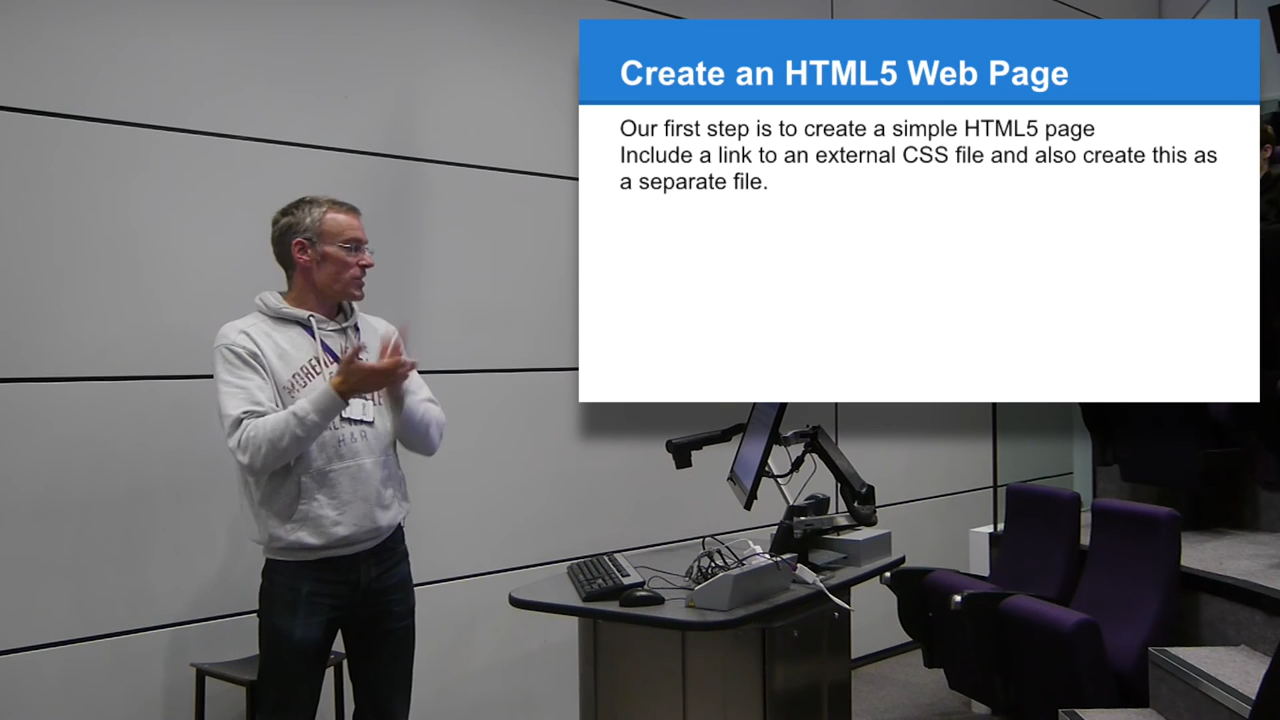 Create an HTML5 Web Page
Our first step is to create a simple HTML5 page
Include a link to an external CSS file and also create this as
a separate file.
H&R